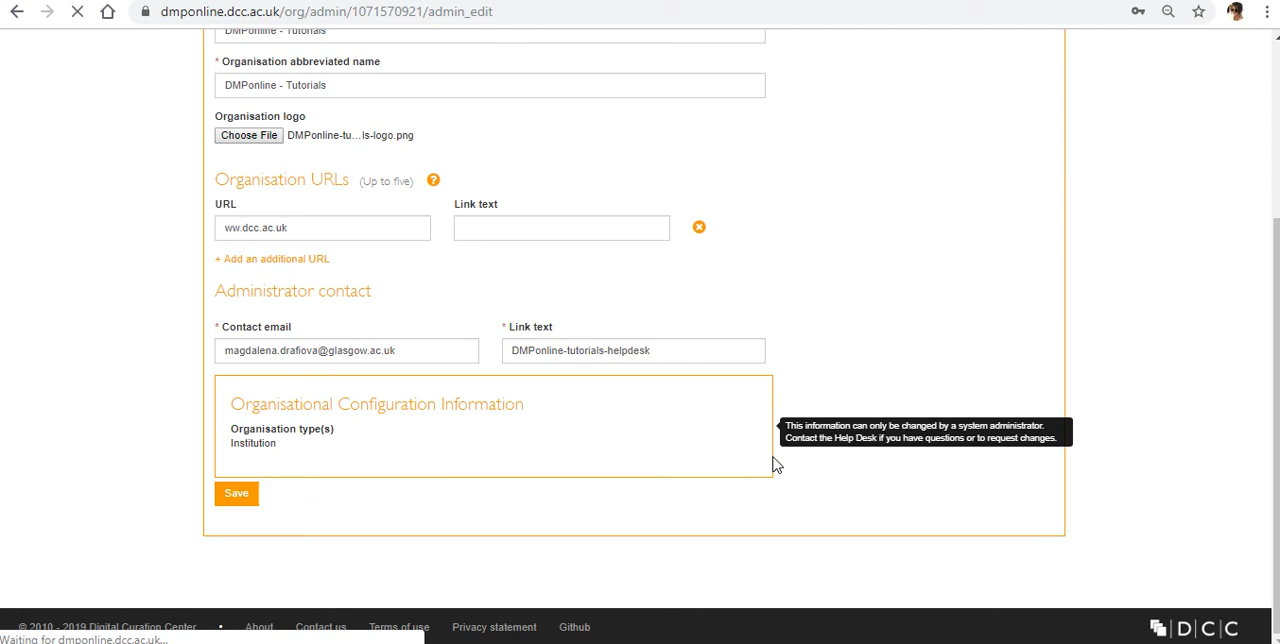 dmponline.dcc.ac.uk/org/admin/1071570921/admin_edit
DMPonline - Tutorials
* Organisation abbreviated name
DMPonline - Tutorials
Organisation logo
Choose File DMPonline-tu...ls-logo.png
Organisation URLs (Up to five) ?
URL Link text
ww.dcc.ac.uk
+ Add an additional URL
Administrator contact
* Contact email * Link text
magdalena.drafiova@glasgow.ac.uk DMPonline-tutorials-helpdesk
Organisational Configuration Information
Organisation type(s)
Institution
This information can only be changed by a system administrator.
Contact the Help Desk if you have questions or to request changes.
Save
© 2010 - 2019 Digital Curation Center • About Contact us Terms of use Privacy statement Github
DCC
Waiting for dmponline.dcc.ac.uk...